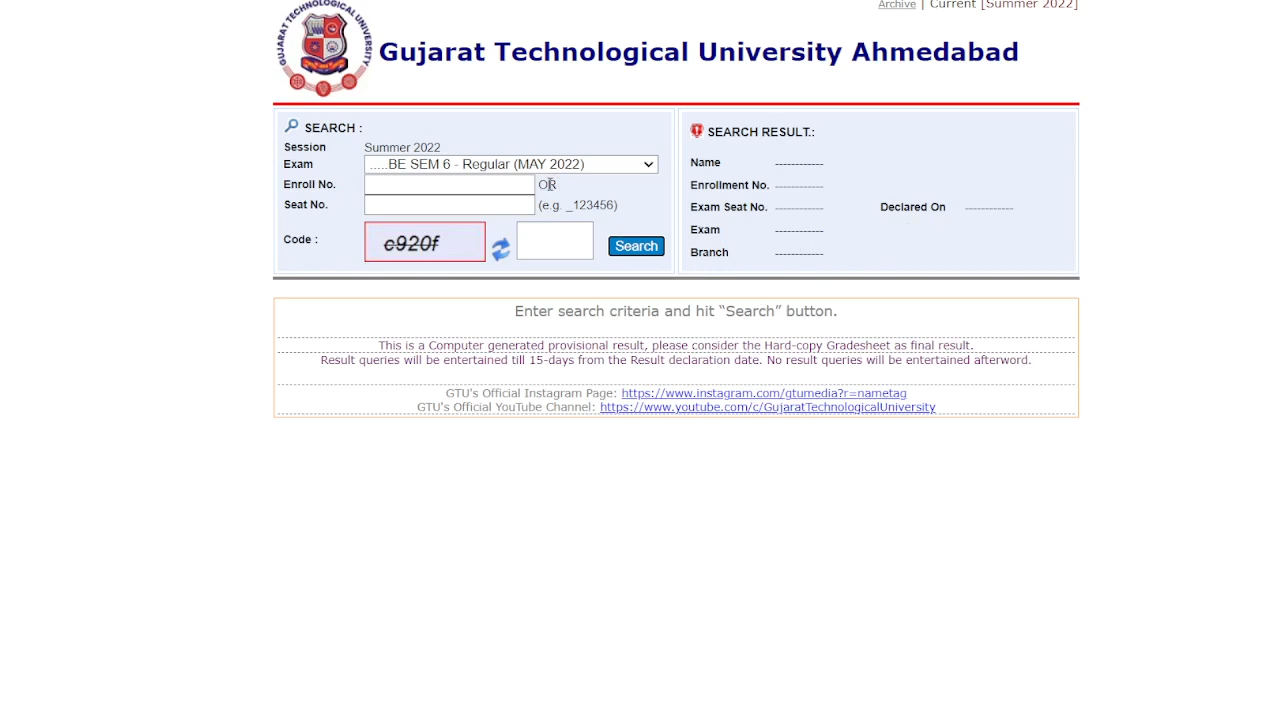 Archive | Current [Summer 2022]
GUJARAT TECHNOLOGICAL UNIVERSITY
Gujarat Technological University Ahmedabad
SEARCH :
Session Summer 2022
Exam .....BE SEM 6 - Regular (MAY 2022)
Enroll No. OR
Seat No. (e.g. _123456)
Code : c920f Search
SEARCH RESULT.:
Name ------------
Enrollment No. ------------
Exam Seat No. ------------ Declared On ------------
Exam ------------
Branch ------------
Enter search criteria and hit “Search” button.
This is a Computer generated provisional result, please consider the Hard-copy Gradesheet as final result.
Result queries will be entertained till 15-days from the Result declaration date. No result queries will be entertained afterword.
GTU's Official Instagram Page: https://www.instagram.com/gtumedia?r=nametag
GTU's Official YouTube Channel: https://www.youtube.com/c/GujaratTechnologicalUniversity